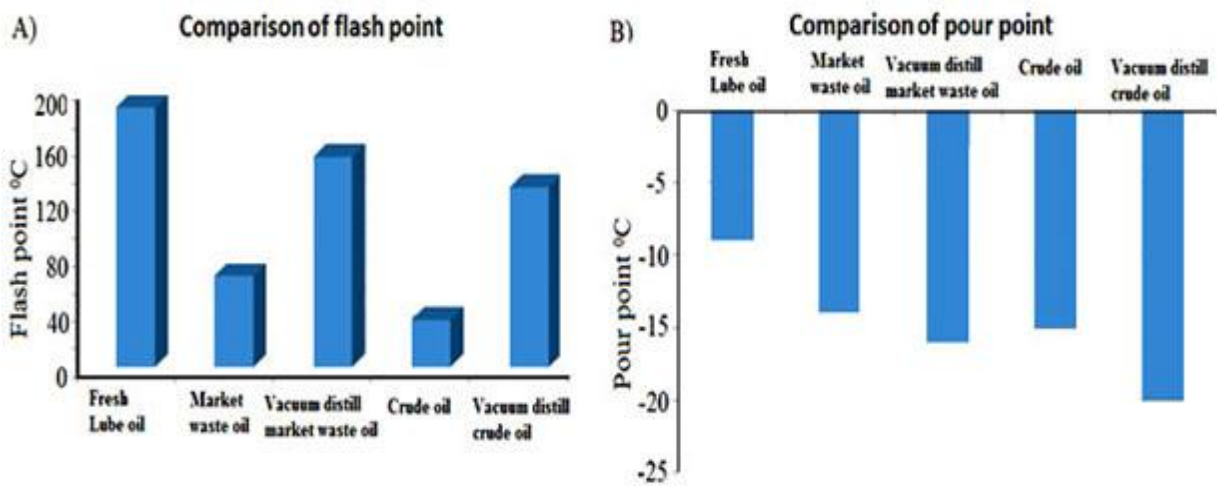 A)
Comparison of flash point
Flash point °C
200
160
120
80
40
0
Fresh
Lube oil
Market
waste oil
Vacuum distill
market waste oil
Crude oil
Vacuum distill
crude oil
B)
Comparison of pour point
Fresh
Lube oil
Market
waste oil
Vacuum distill
market waste oil
Crude oil
Vacuum distill
crude oil
Pour point °C
0
-5
-10
-15
-20
-25